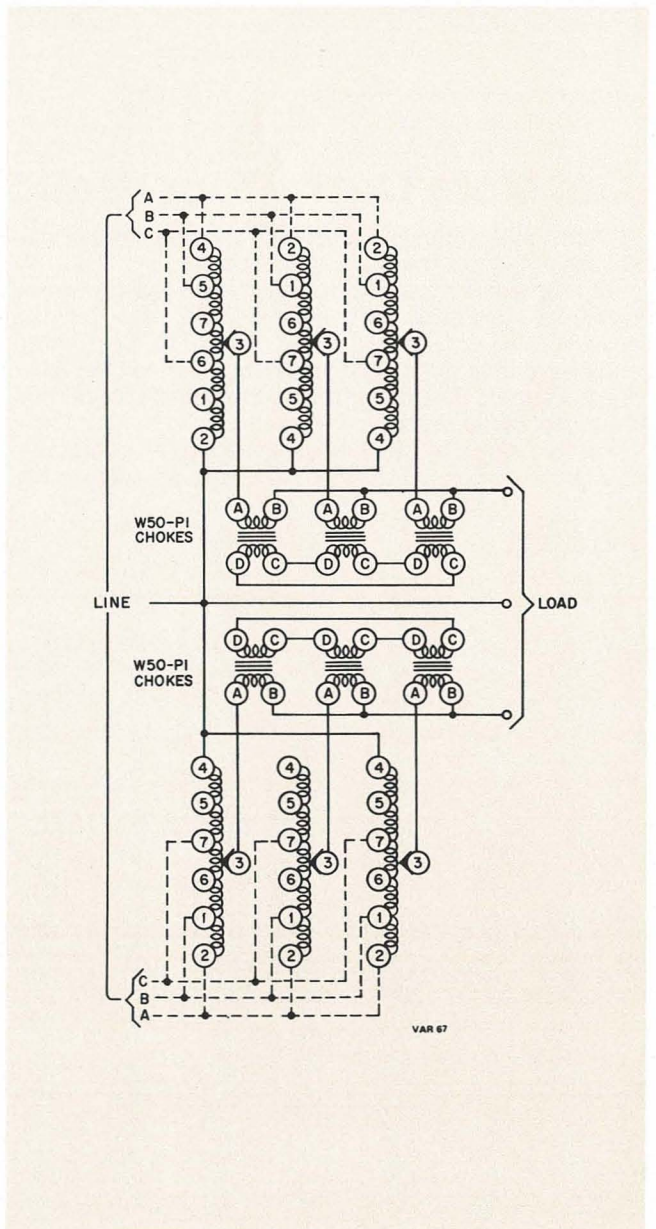 A
B
C
4 2 2
5 1 1
7 6 6
3 3 3
6 7 7
1 5 5
2 4 4
A B A B A B
W50-P1
CHOKES
D C D C D C
LINE
LOAD
D C D C D C
W50-P1
CHOKES
A B A B A B
4 4 4
5 5 5
7 7 7
3 3 3
6 6 6
1 1 1
2 2 2
C
B
A
VAR 67